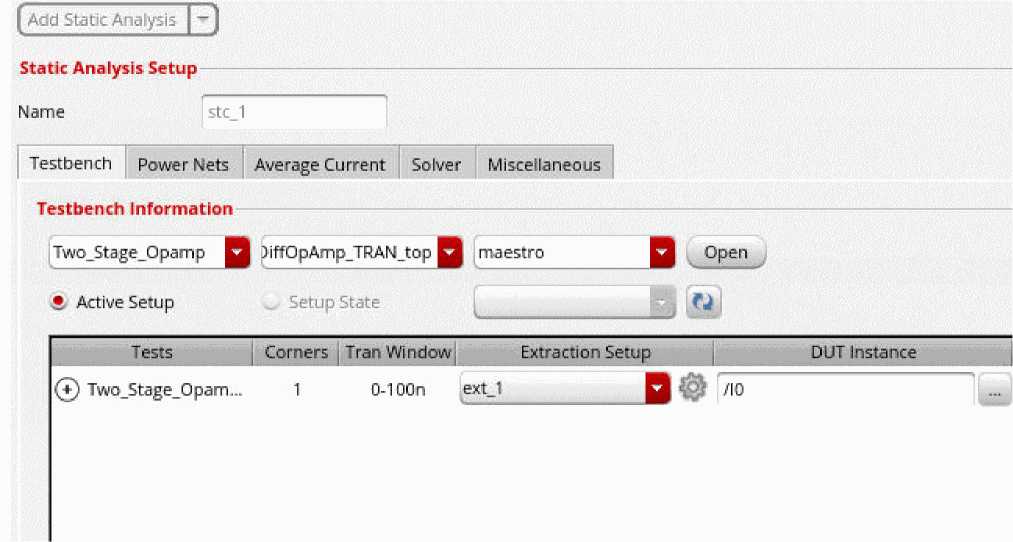 Add Static Analysis
Static Analysis Setup
Name stc_1
Testbench Power Nets Average Current Solver Miscellaneous
Testbench Information
Two_Stage_Opamp DiffOpAmp_TRAN_top maestro Open
Active Setup Setup State
Tests Corners Tran Window Extraction Setup DUT Instance
Two_Stage_Opam... 1 0-100n ext_1 /I0 ...